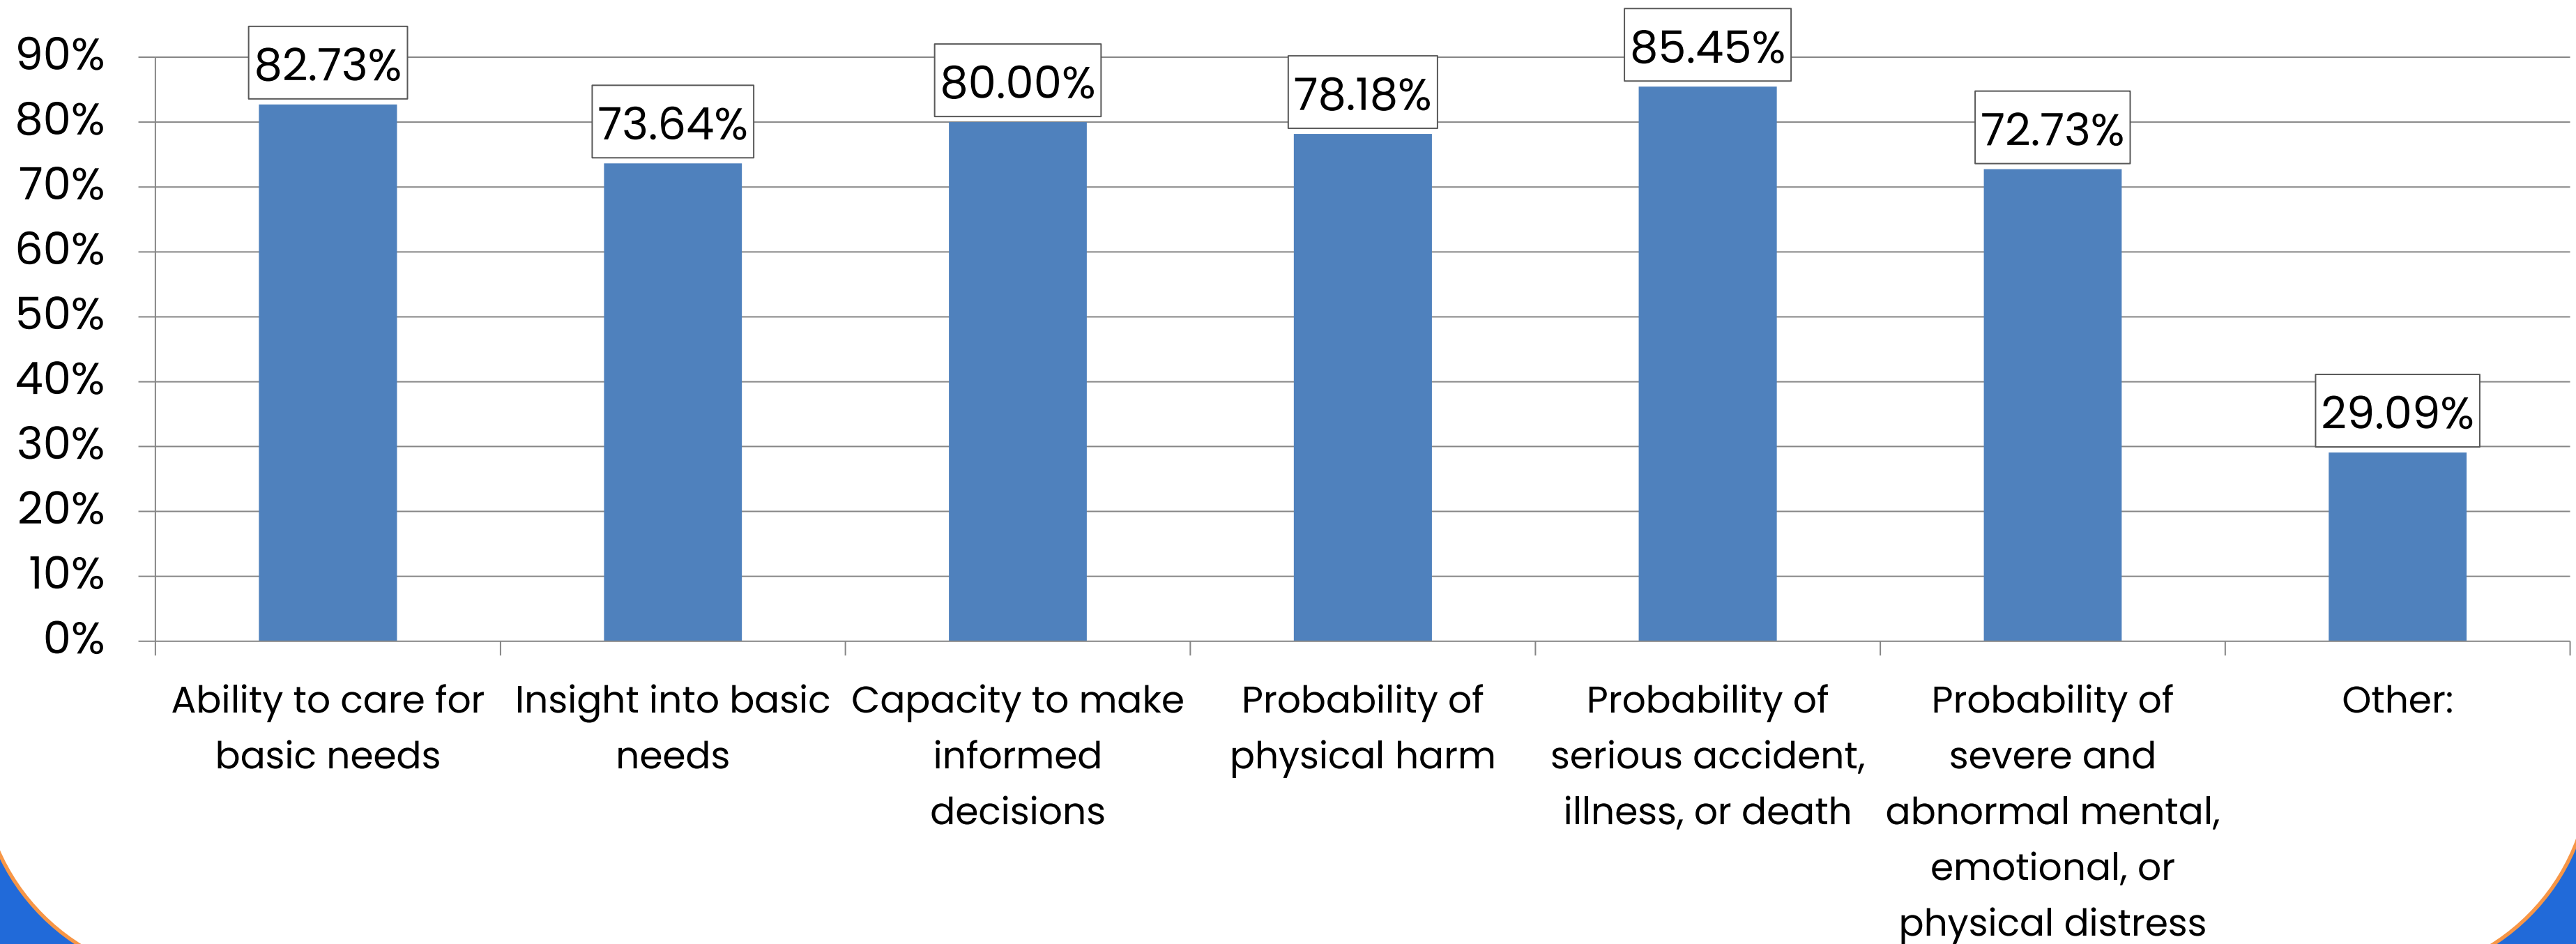 90%
80%
70%
60%
50%
40%
30%
20%
10%
0%
82.73%
73.64%
80.00%
78.18%
85.45%
72.73%
29.09%
Ability to care for
basic needs
Insight into basic
needs
Capacity to make
informed
decisions
Probability of
physical harm
Probability of
serious accident,
illness, or death
Probability of
severe and
abnormal mental,
emotional, or
physical distress
Other: